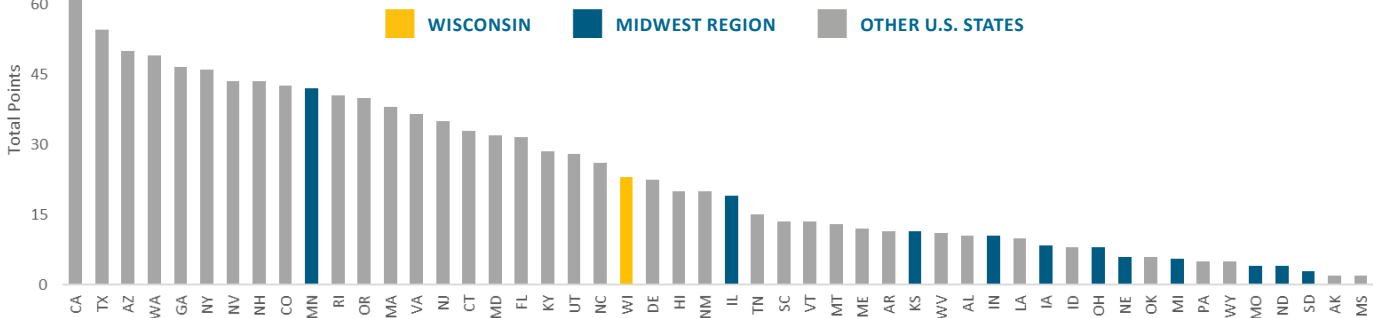 60
WISCONSIN MIDWEST REGION OTHER U.S. STATES
45
Total Points
30
15
0
CA TX AZ WA GA NY NV NH CO MN RI OR MA VA NJ CT MD FL KY UT NC WI DE HI NM IL TN SC VT MT ME AR KS WV AL IN LA IA ID OH NE OK MI PA WY MO ND SD AK MS